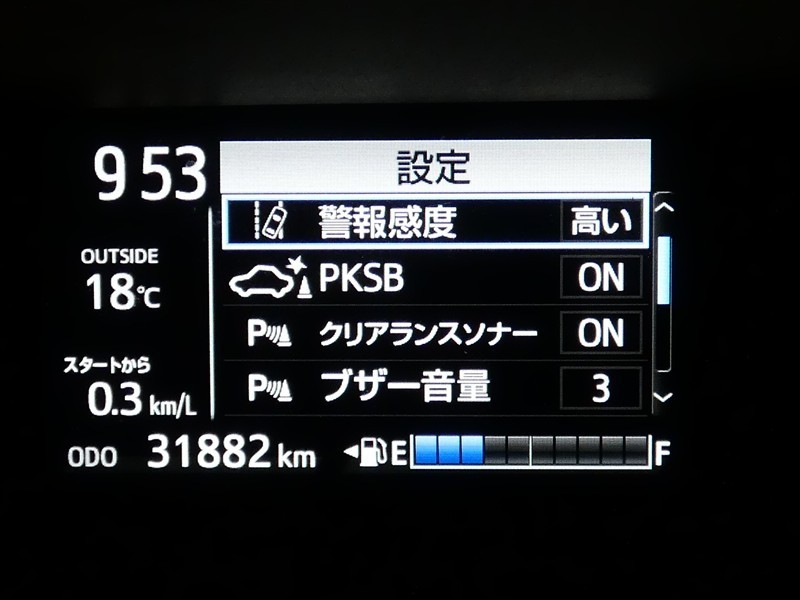 9 53
設定
警報感度 高い
OUTSIDE
18℃
PKSB ON
P クリアランスソナー ON
スタートから
0.3 km/L
P ブザー音量 3
ODO 31882 km
E F